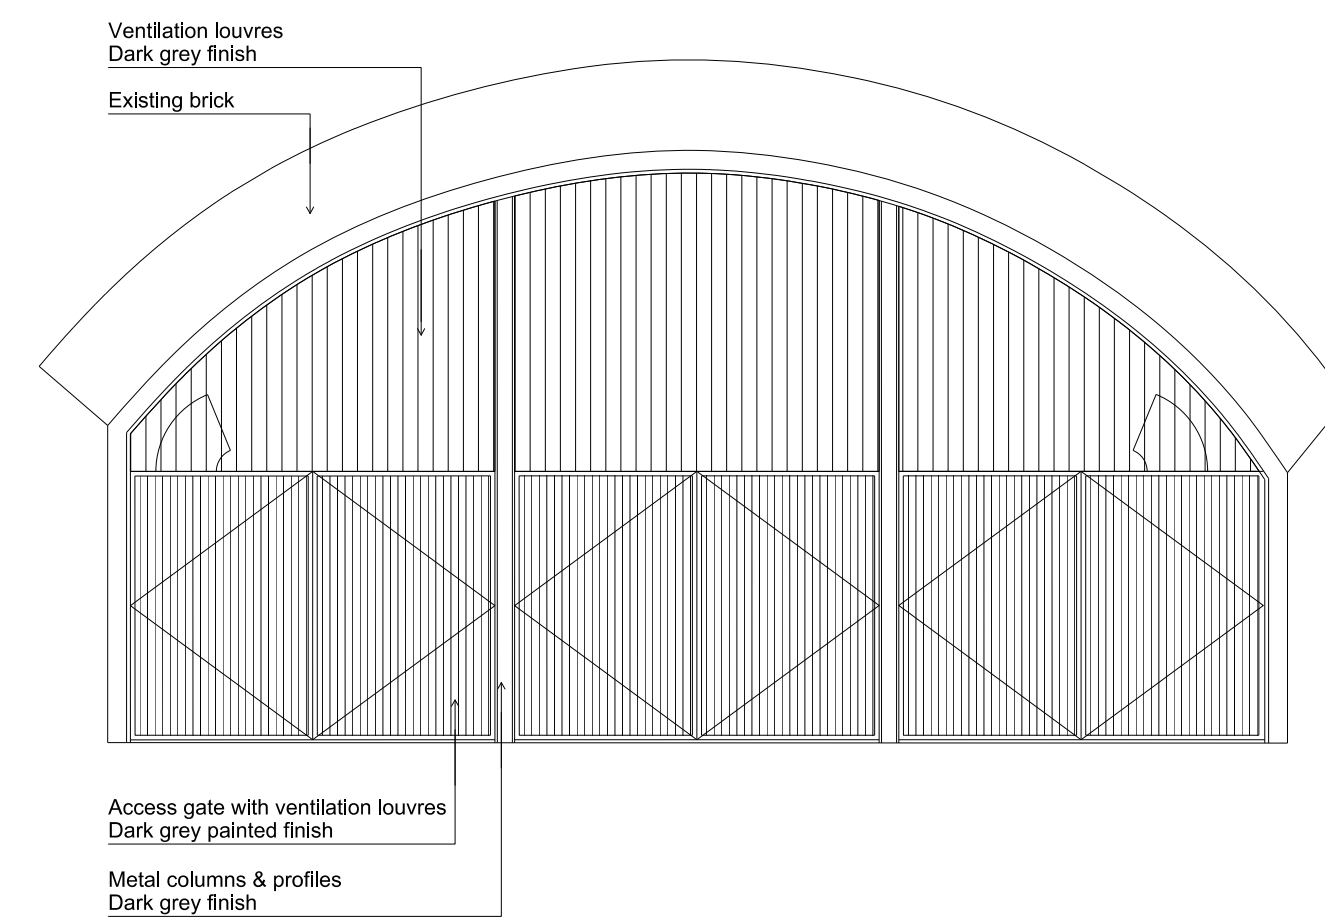 Ventilation louvres
Dark grey finish
Existing brick
Access gate with ventilation louvres
Dark grey painted finish
Metal columns & profiles
Dark grey finish